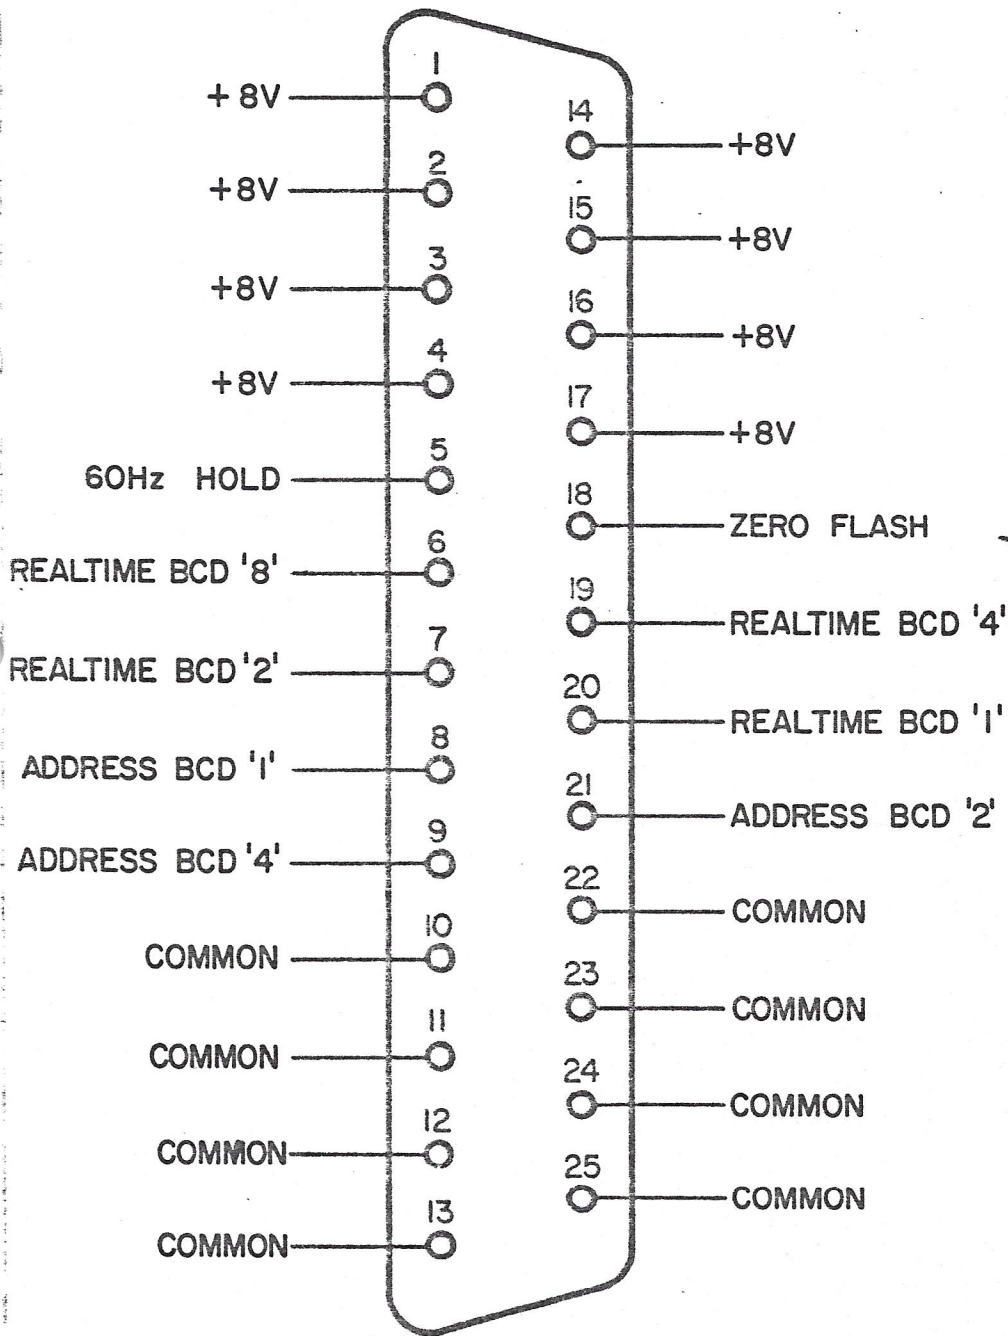 1
+8V
14
+8V
2
+8V
15
+8V
3
+8V
16
+8V
4
+8V
17
+8V
5
60Hz HOLD
18
ZERO FLASH
6
REALTIME BCD '8'
19
REALTIME BCD '4'
7
REALTIME BCD '2'
20
REALTIME BCD '1'
8
ADDRESS BCD '1'
21
ADDRESS BCD '2'
9
ADDRESS BCD '4'
22
COMMON
10
COMMON
23
COMMON
11
COMMON
24
COMMON
12
COMMON
25
COMMON
13
COMMON